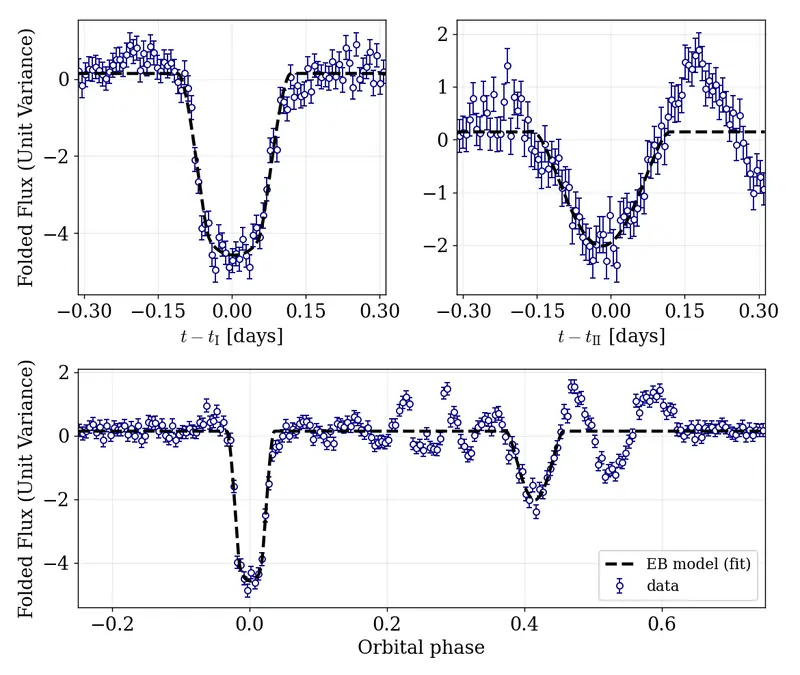 Folded Flux (Unit Variance)
0
−2
−4
−0.30 −0.15 0.00 0.15 0.30
t − tI [days]
2
1
0
−1
−2
−0.30 −0.15 0.00 0.15 0.30
t − tII [days]
Folded Flux (Unit Variance)
2
0
−2
−4
−0.2 0.0 0.2 0.4 0.6
Orbital phase
EB model (fit)
data